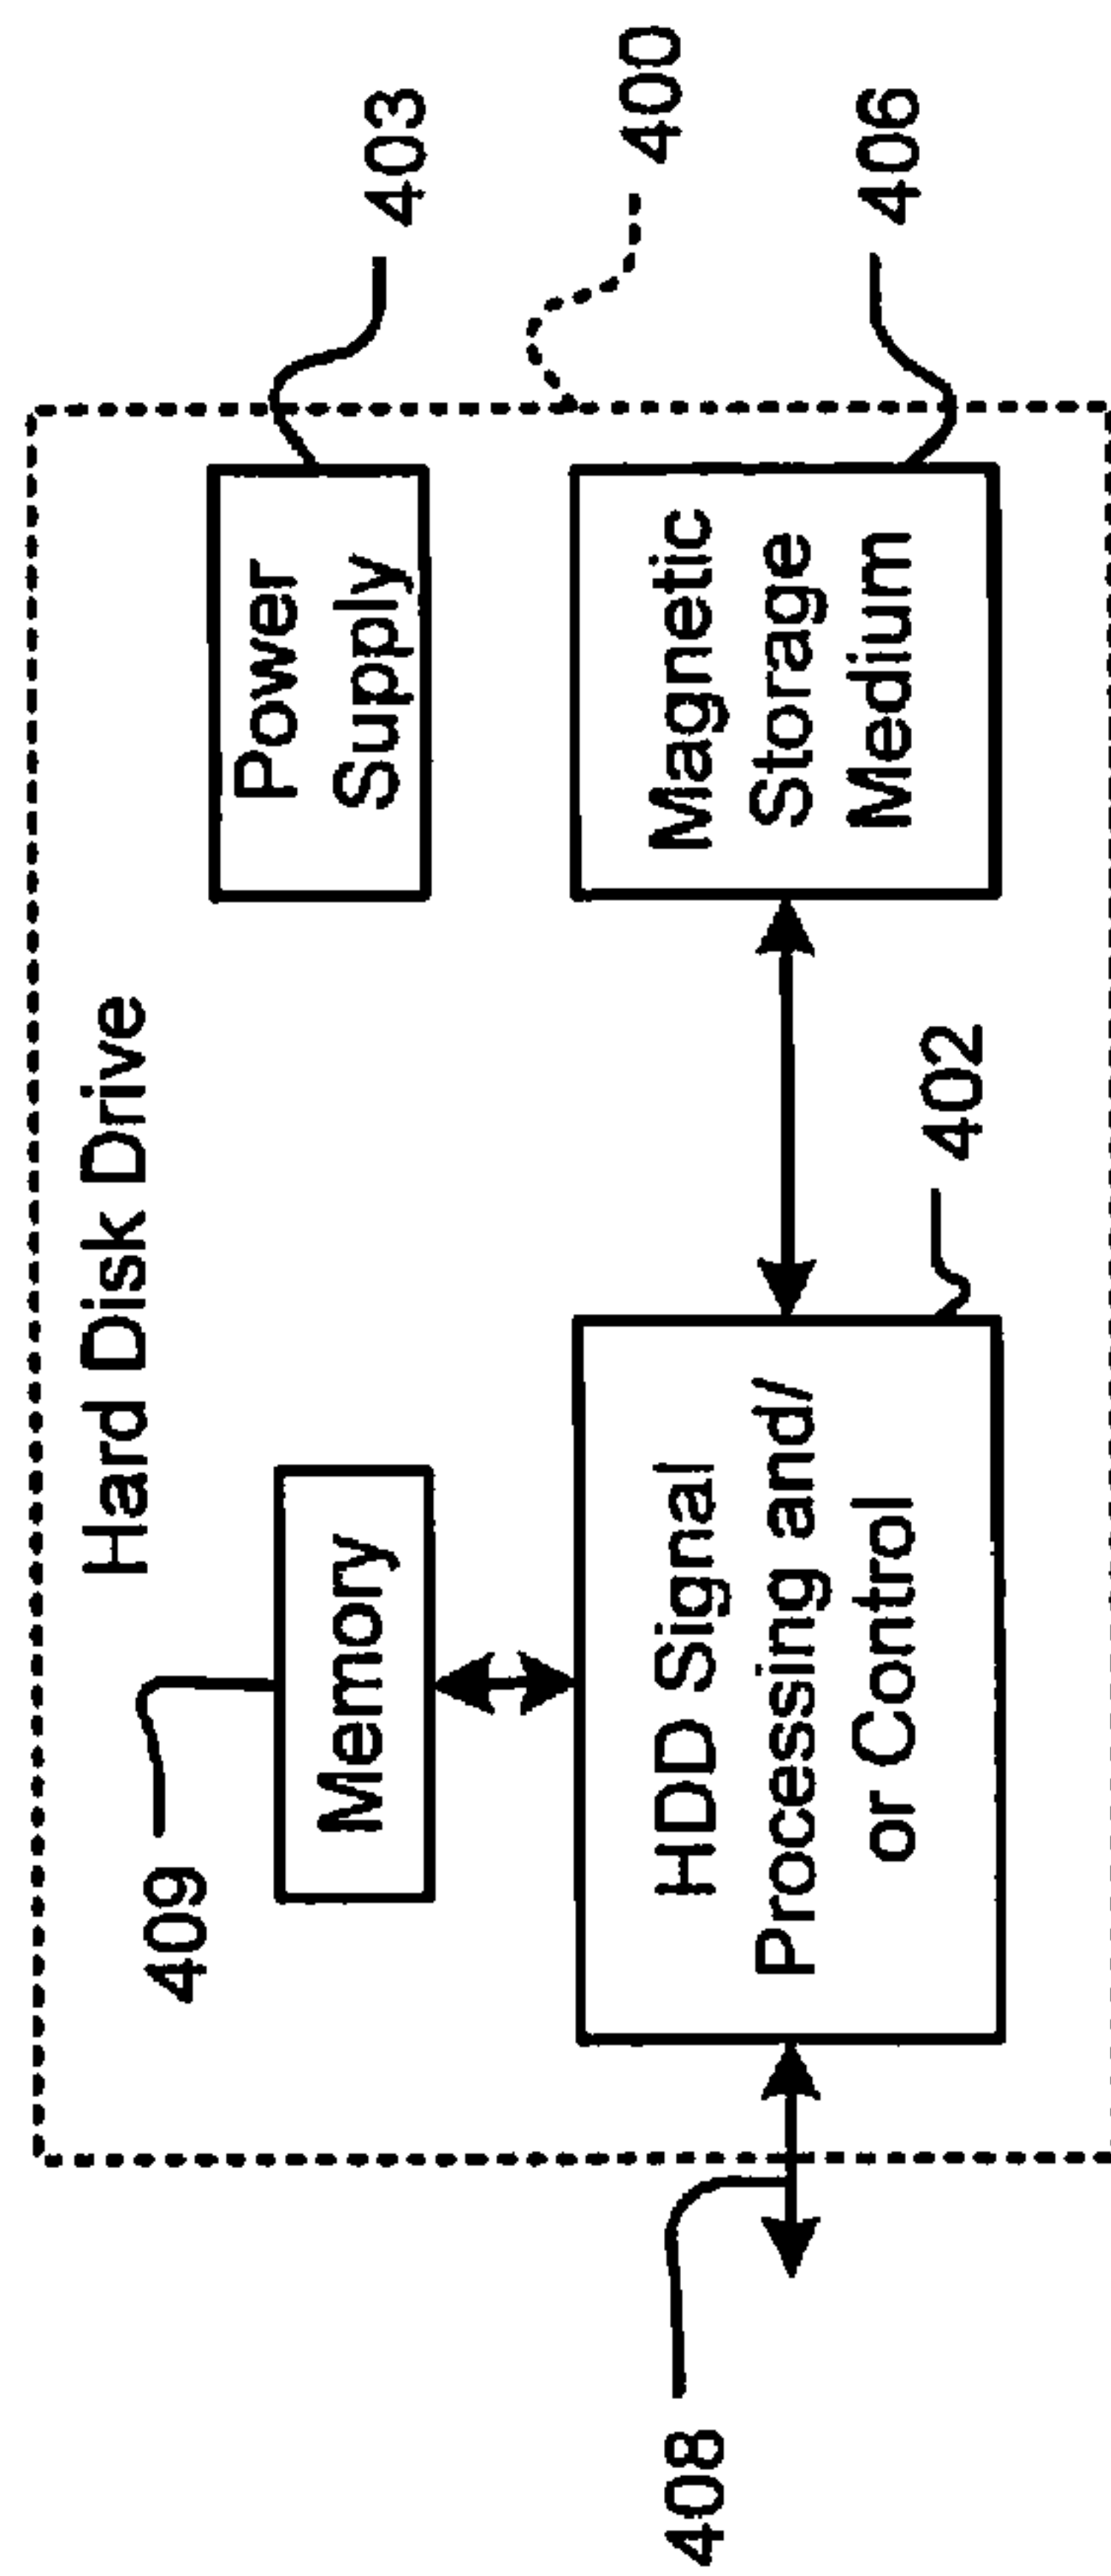 Hard Disk Drive
409
Memory
Power
Supply
403
400
408
HDD Signal
Processing and/
or Control
402
Magnetic
Storage
Medium
406